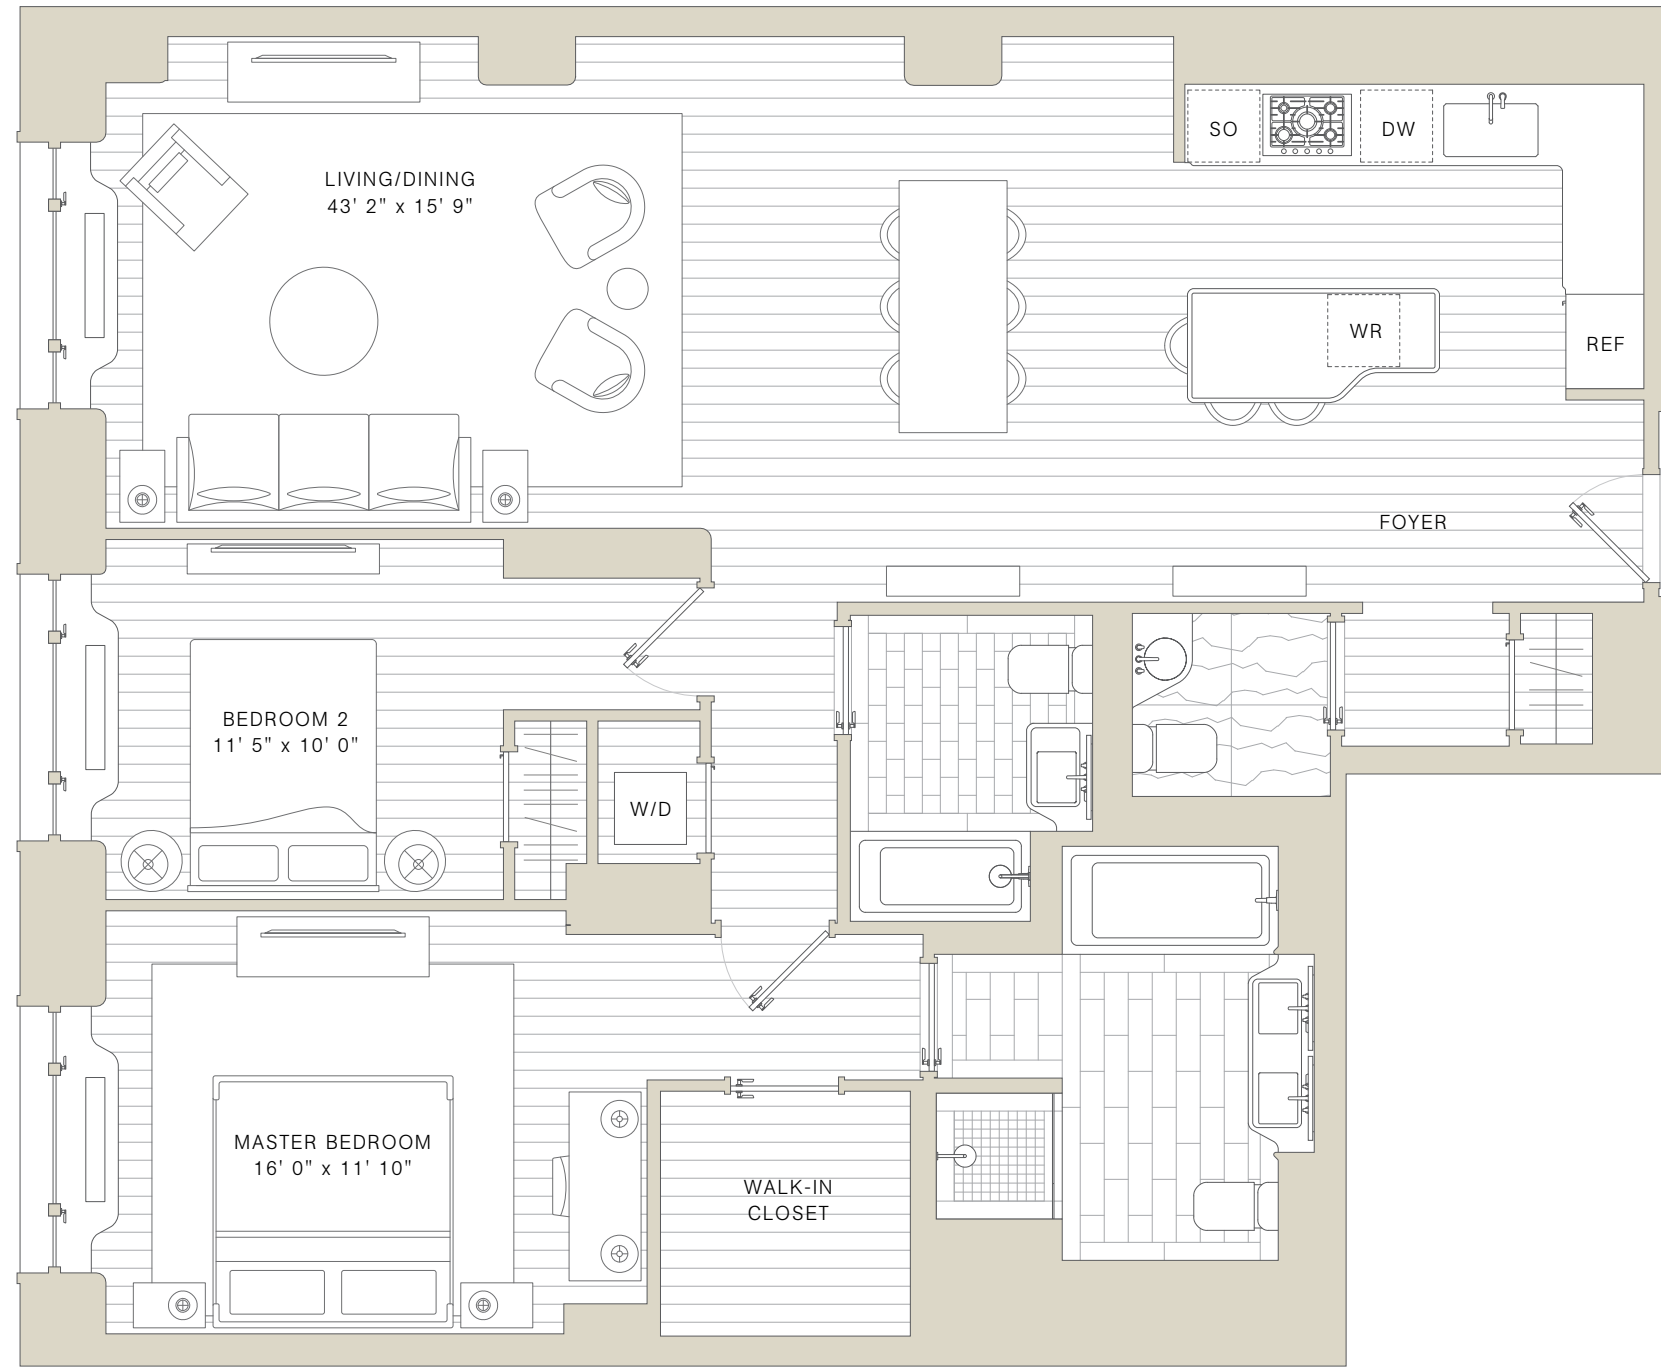 SO
DW
LIVING/DINING
43' 2" x 15' 9"
WR
REF
FOYER
BEDROOM 2
11' 5" x 10' 0"
W/D
MASTER BEDROOM
16' 0" x 11' 10"
WALK-IN
CLOSET